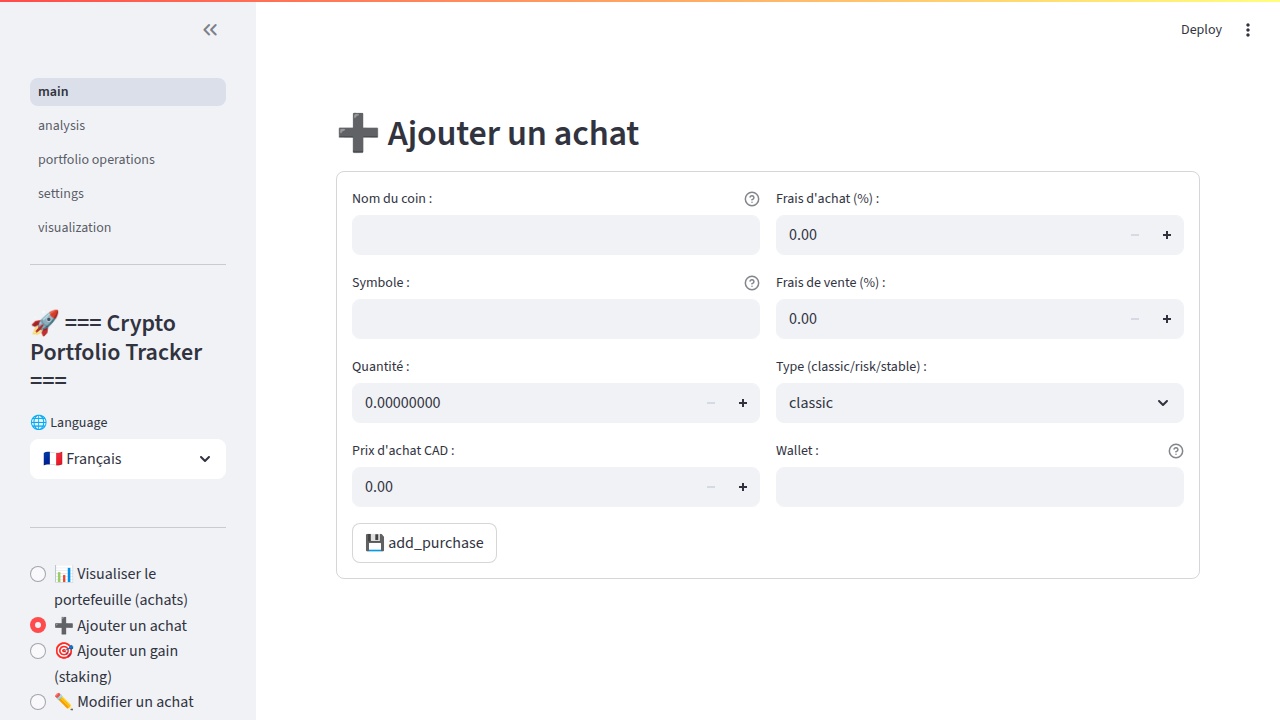 Deploy
main
analysis
portfolio operations
settings
visualization
🚀 === Crypto
Portfolio Tracker
===
🌐 Language
🇫🇷 Français
📊 Visualiser le
portefeuille (achats)
➕ Ajouter un achat
🎯 Ajouter un gain
(staking)
✏️ Modifier un achat
➕ Ajouter un achat
Nom du coin :
Frais d'achat (%) :
0.00
Symbole :
Frais de vente (%) :
0.00
Quantité :
Type (classic/risk/stable) :
0.00000000
classic
Prix d'achat CAD :
Wallet :
0.00
💾 add_purchase